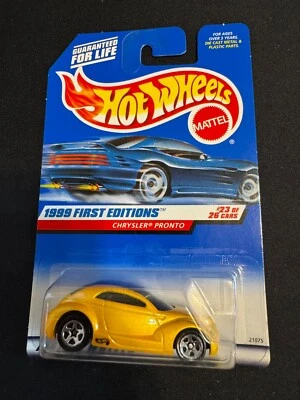 GUARANTEED
FOR LIFE
FOR AGES
OVER 3 YEARS.
DIE CAST METAL &
PLASTIC PARTS.
Hot Wheels
MATTEL
®
1999 FIRST EDITIONS™
#23 OF
26 CARS
CHRYSLER® PRONTO
21075